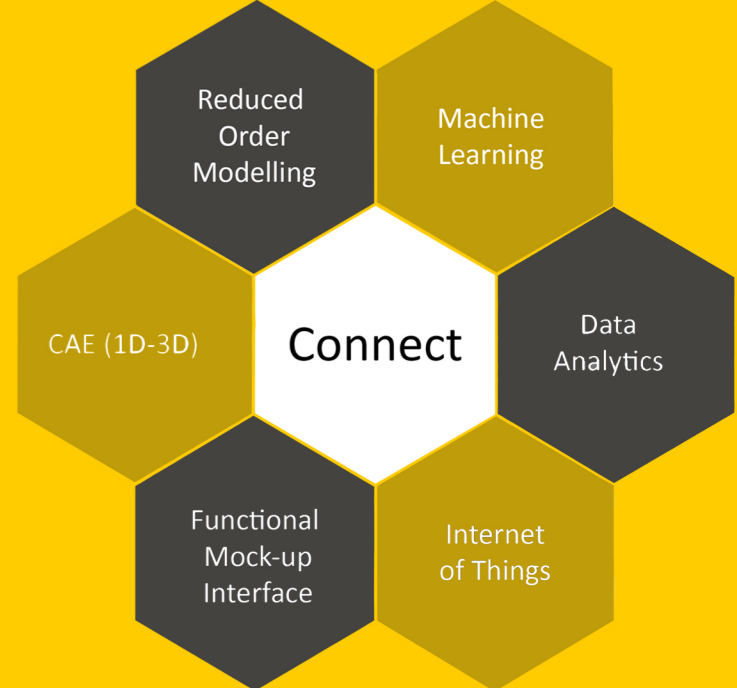 Reduced
Order
Modelling
Machine
Learning
CAE (1D-3D)
Connect
Data
Analytics
Functional
Mock-up
Interface
Internet
of Things